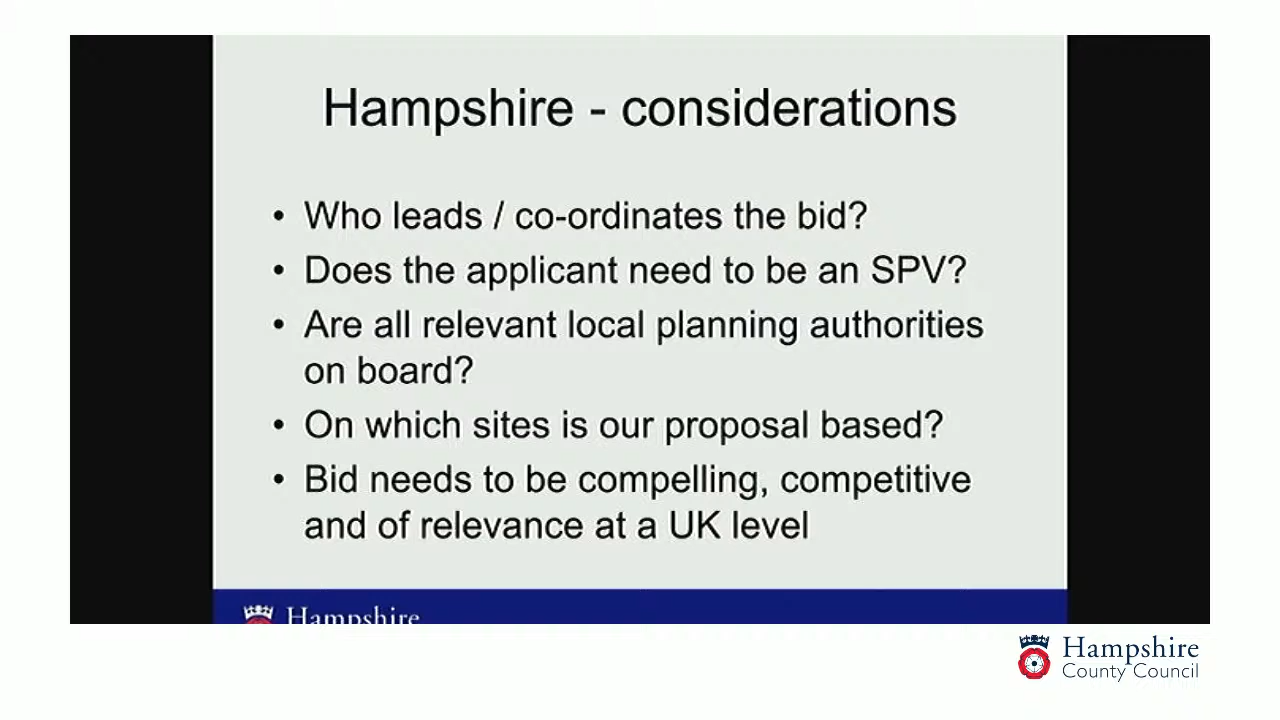 Hampshire - considerations
• Who leads / co-ordinates the bid?
• Does the applicant need to be an SPV?
• Are all relevant local planning authorities
on board?
• On which sites is our proposal based?
• Bid needs to be compelling, competitive
and of relevance at a UK level
Hampshire
Hampshire
County Council